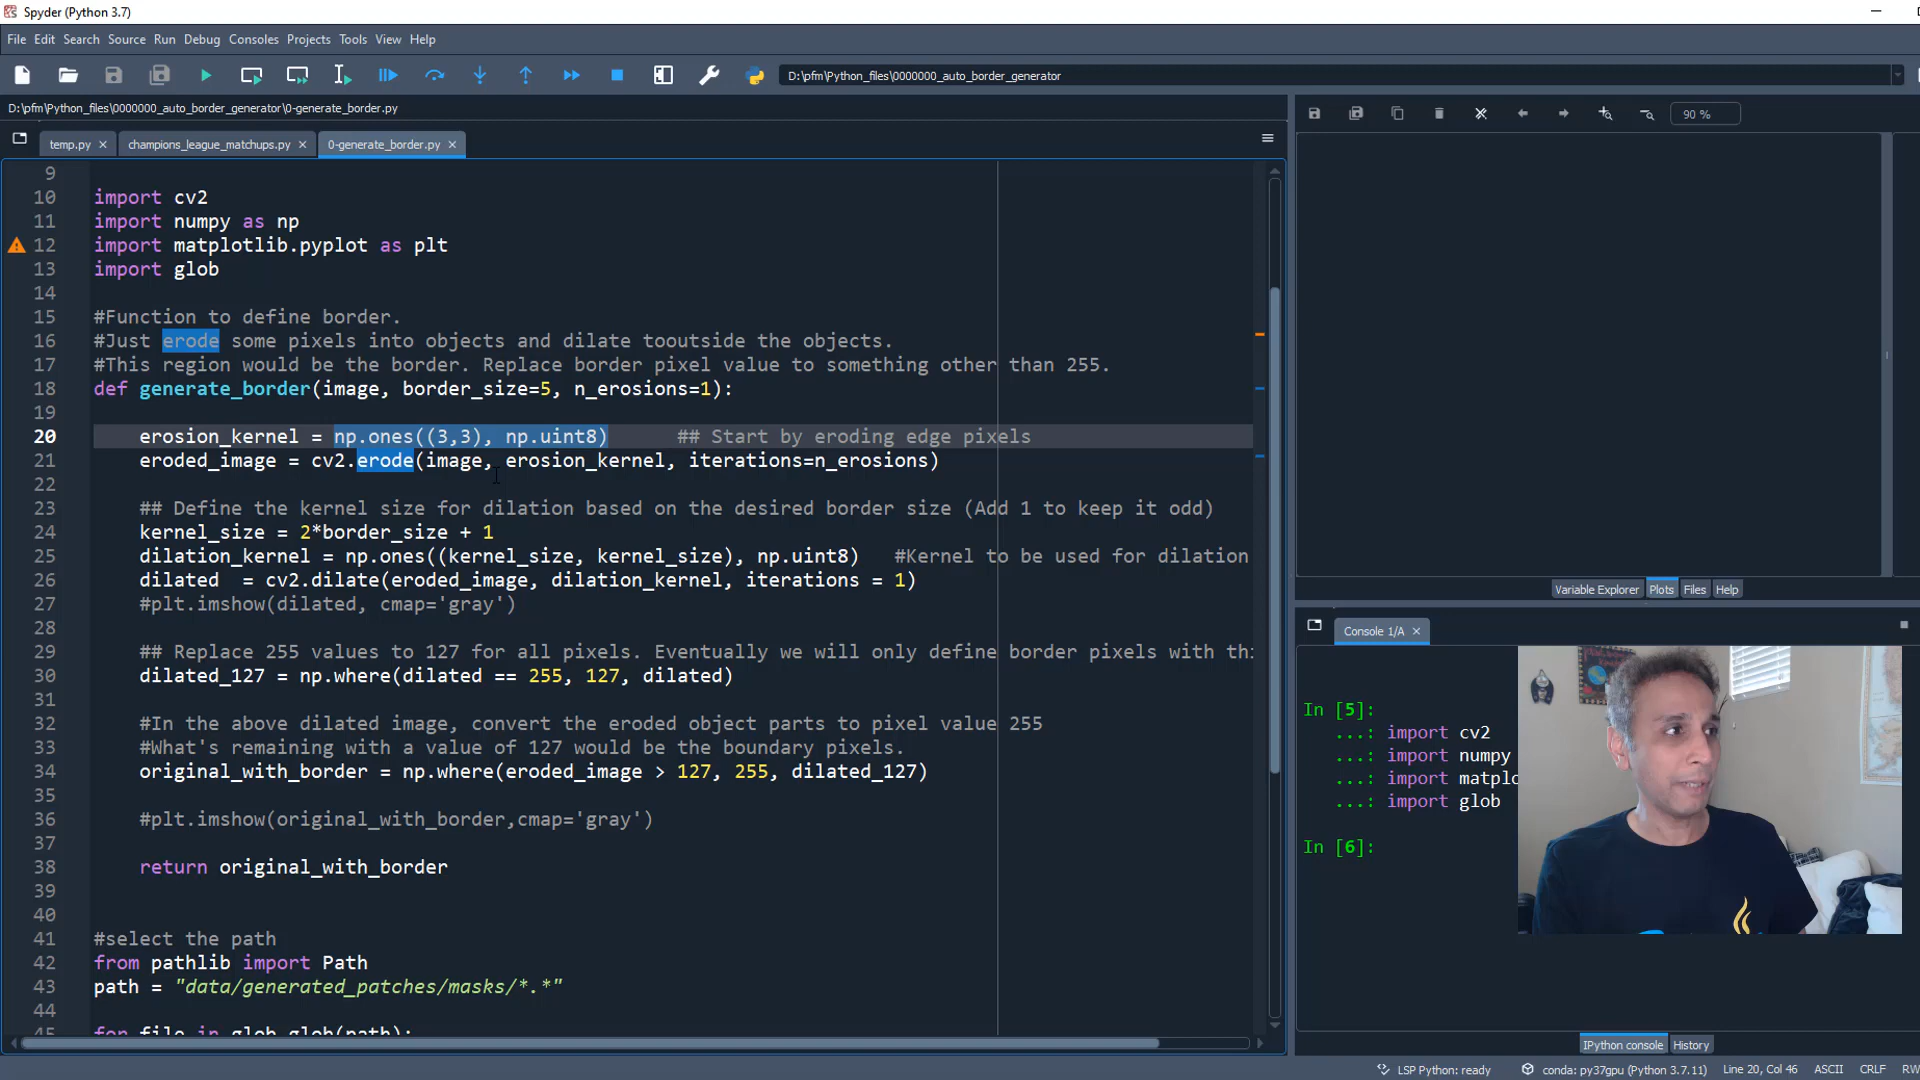 Spyder (Python 3.7)
File Edit Search Source Run Debug Consoles Projects Tools View Help
D:\pfm\Python_files\0000000_auto_border_generator
D:\pfm\Python_files\0000000_auto_border_generator\0-generate_border.py
temp.py champions_league_matchups.py 0-generate_border.py
90 %
9
10 import cv2
11 import numpy as np
12 import matplotlib.pyplot as plt
13 import glob
14
15 #Function to define border.
16 #Just erode some pixels into objects and dilate tooutside the objects.
17 #This region would be the border. Replace border pixel value to something other than 255.
18 def generate_border(image, border_size=5, n_erosions=1):
19
20 erosion_kernel = np.ones((3,3), np.uint8) ## Start by eroding edge pixels
21 eroded_image = cv2.erode(image, erosion_kernel, iterations=n_erosions)
22
23 ## Define the kernel size for dilation based on the desired border size (Add 1 to keep it odd)
24 kernel_size = 2*border_size + 1
25 dilation_kernel = np.ones((kernel_size, kernel_size), np.uint8) #Kernel to be used for dilation
26 dilated = cv2.dilate(eroded_image, dilation_kernel, iterations = 1)
27 #plt.imshow(dilated, cmap='gray')
28
29 ## Replace 255 values to 127 for all pixels. Eventually we will only define border pixels with thi
30 dilated_127 = np.where(dilated == 255, 127, dilated)
31
32 #In the above dilated image, convert the eroded object parts to pixel value 255
33 #What's remaining with a value of 127 would be the boundary pixels.
34 original_with_border = np.where(eroded_image > 127, 255, dilated_127)
35
36 #plt.imshow(original_with_border,cmap='gray')
37
38 return original_with_border
39
40
41 #select the path
42 from pathlib import Path
43 path = "data/generated_patches/masks/*.*"
44
45 for file in glob.glob(path):
Variable Explorer Plots Files Help
Console 1/A
In [5]:
...: import cv2
...: import numpy
...: import matplo
...: import glob
In [6]:
IPython console History
LSP Python: ready conda: py37gpu (Python 3.7.11) Line 20, Col 46 ASCII CRLF RW